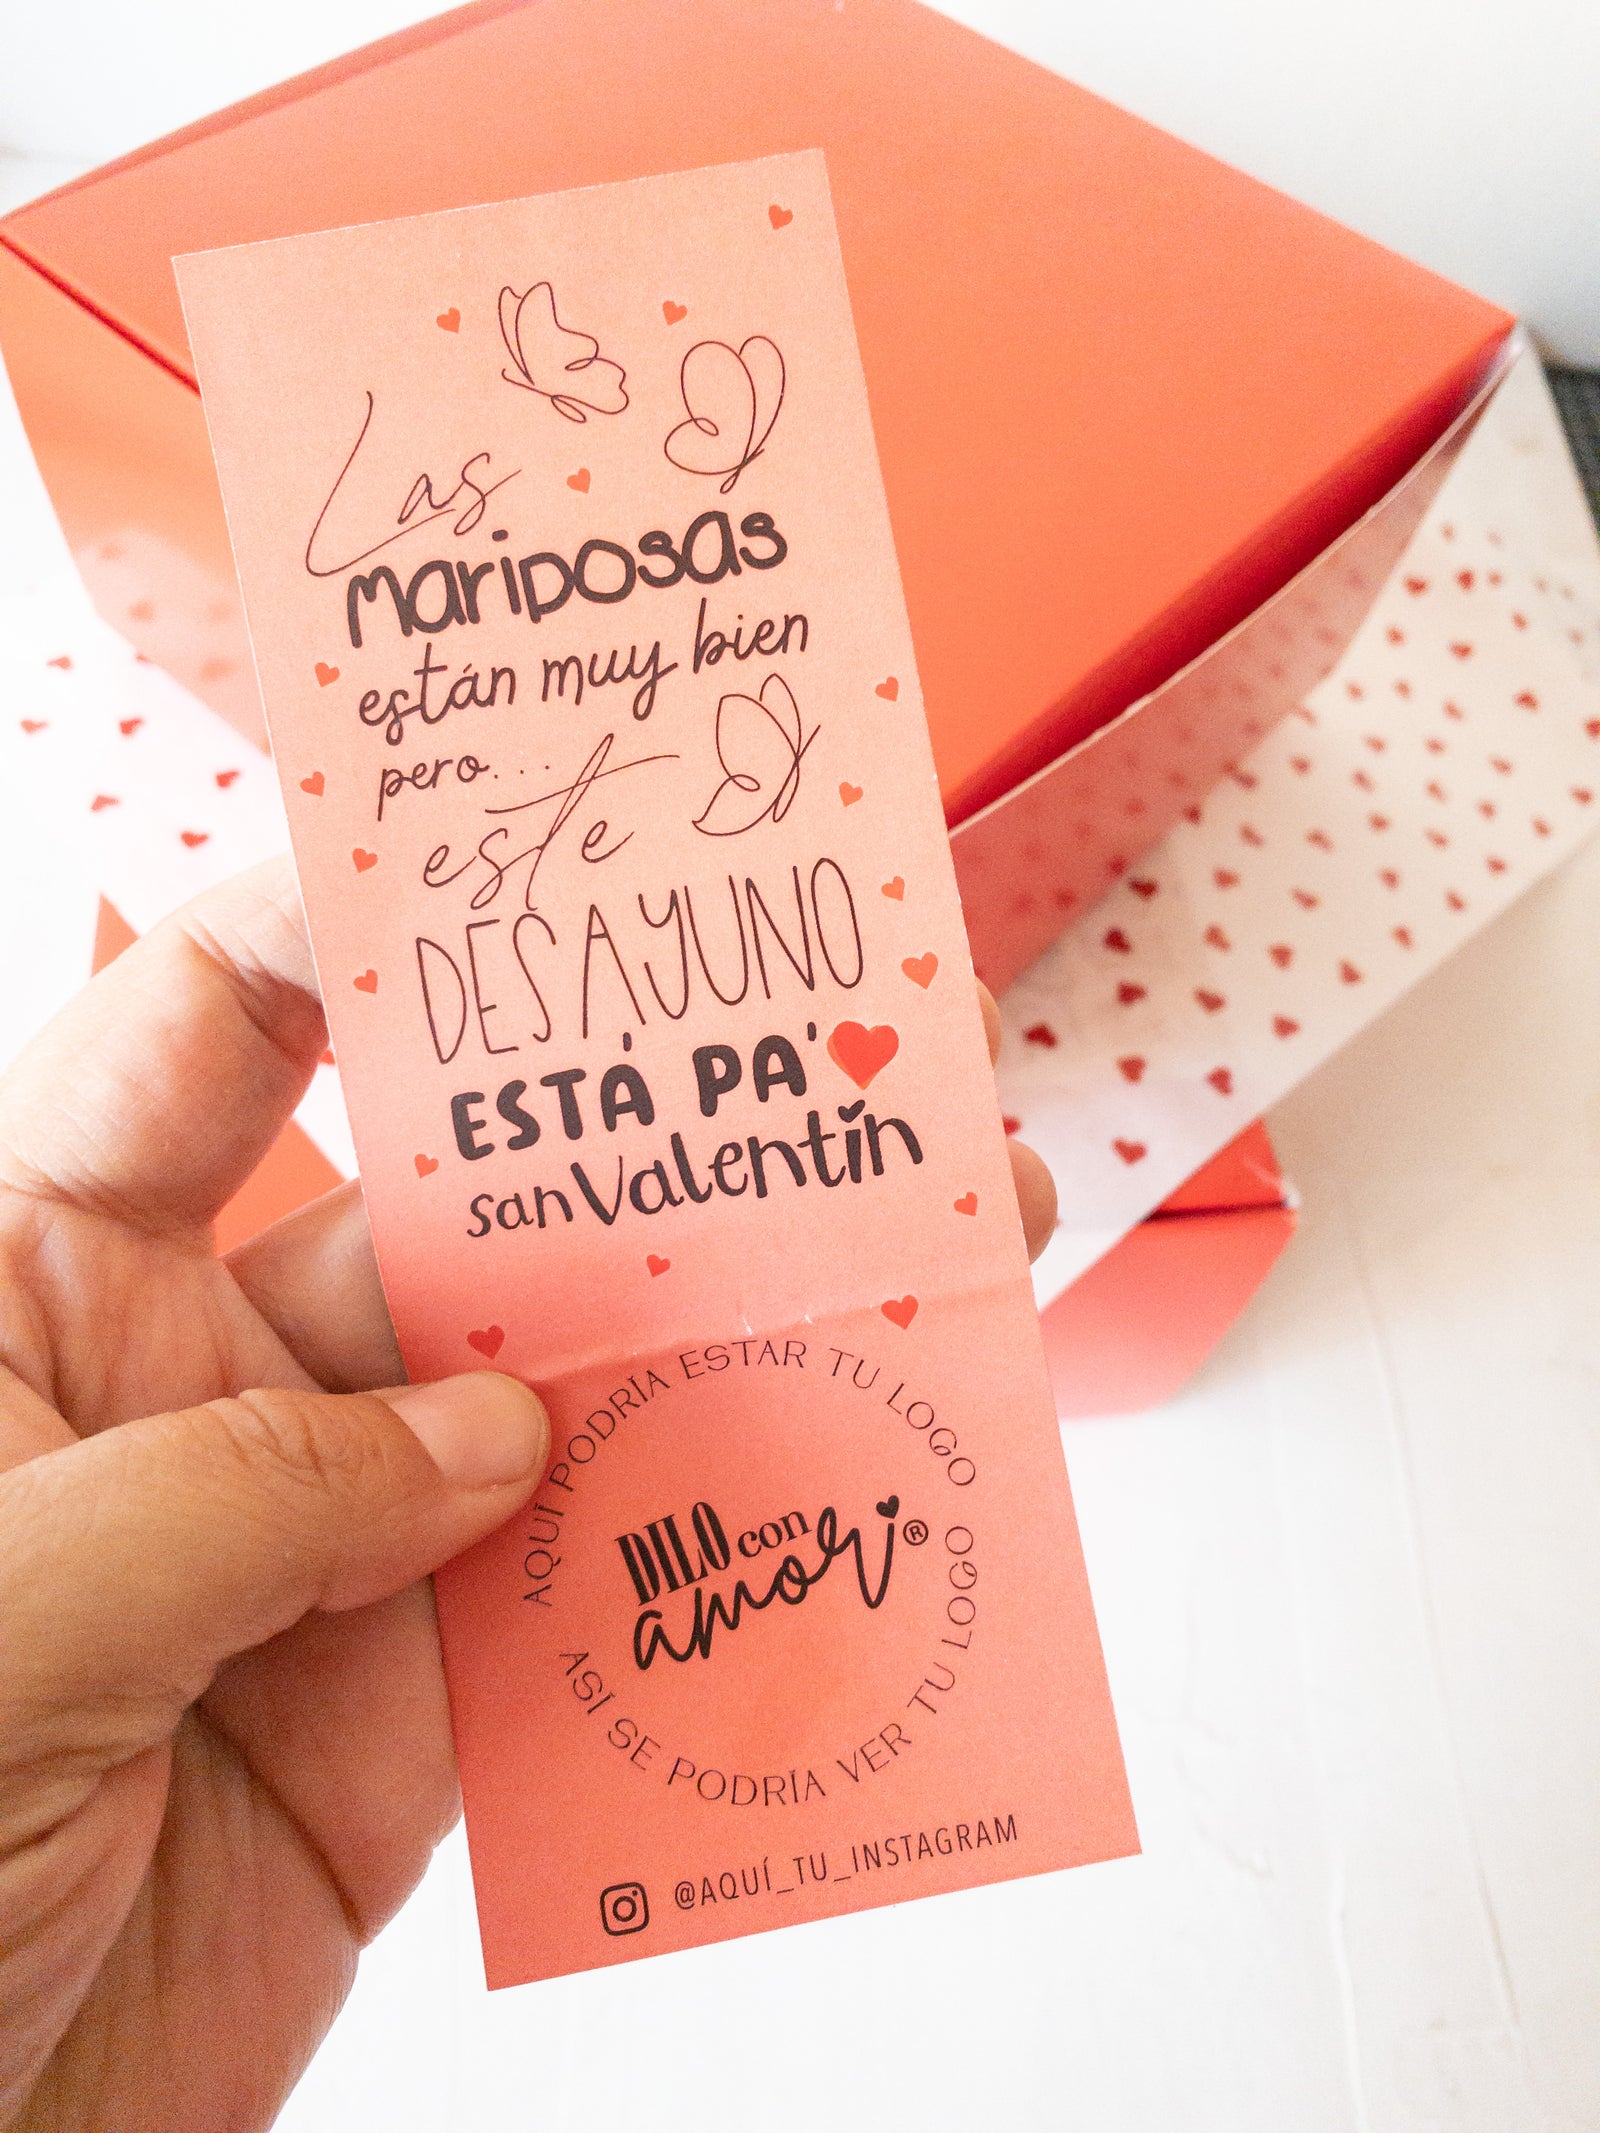 Las
mariposas
están muy bien
pero...
este
DESAYUNO
ESTÁ PA'
san Valentín
AQUÍ PODRÍA ESTAR TU LOGO
DILO con
amor ®
ASÍ SE PODRÍA VER TU LOGO
@AQUÍ_TU_INSTAGRAM